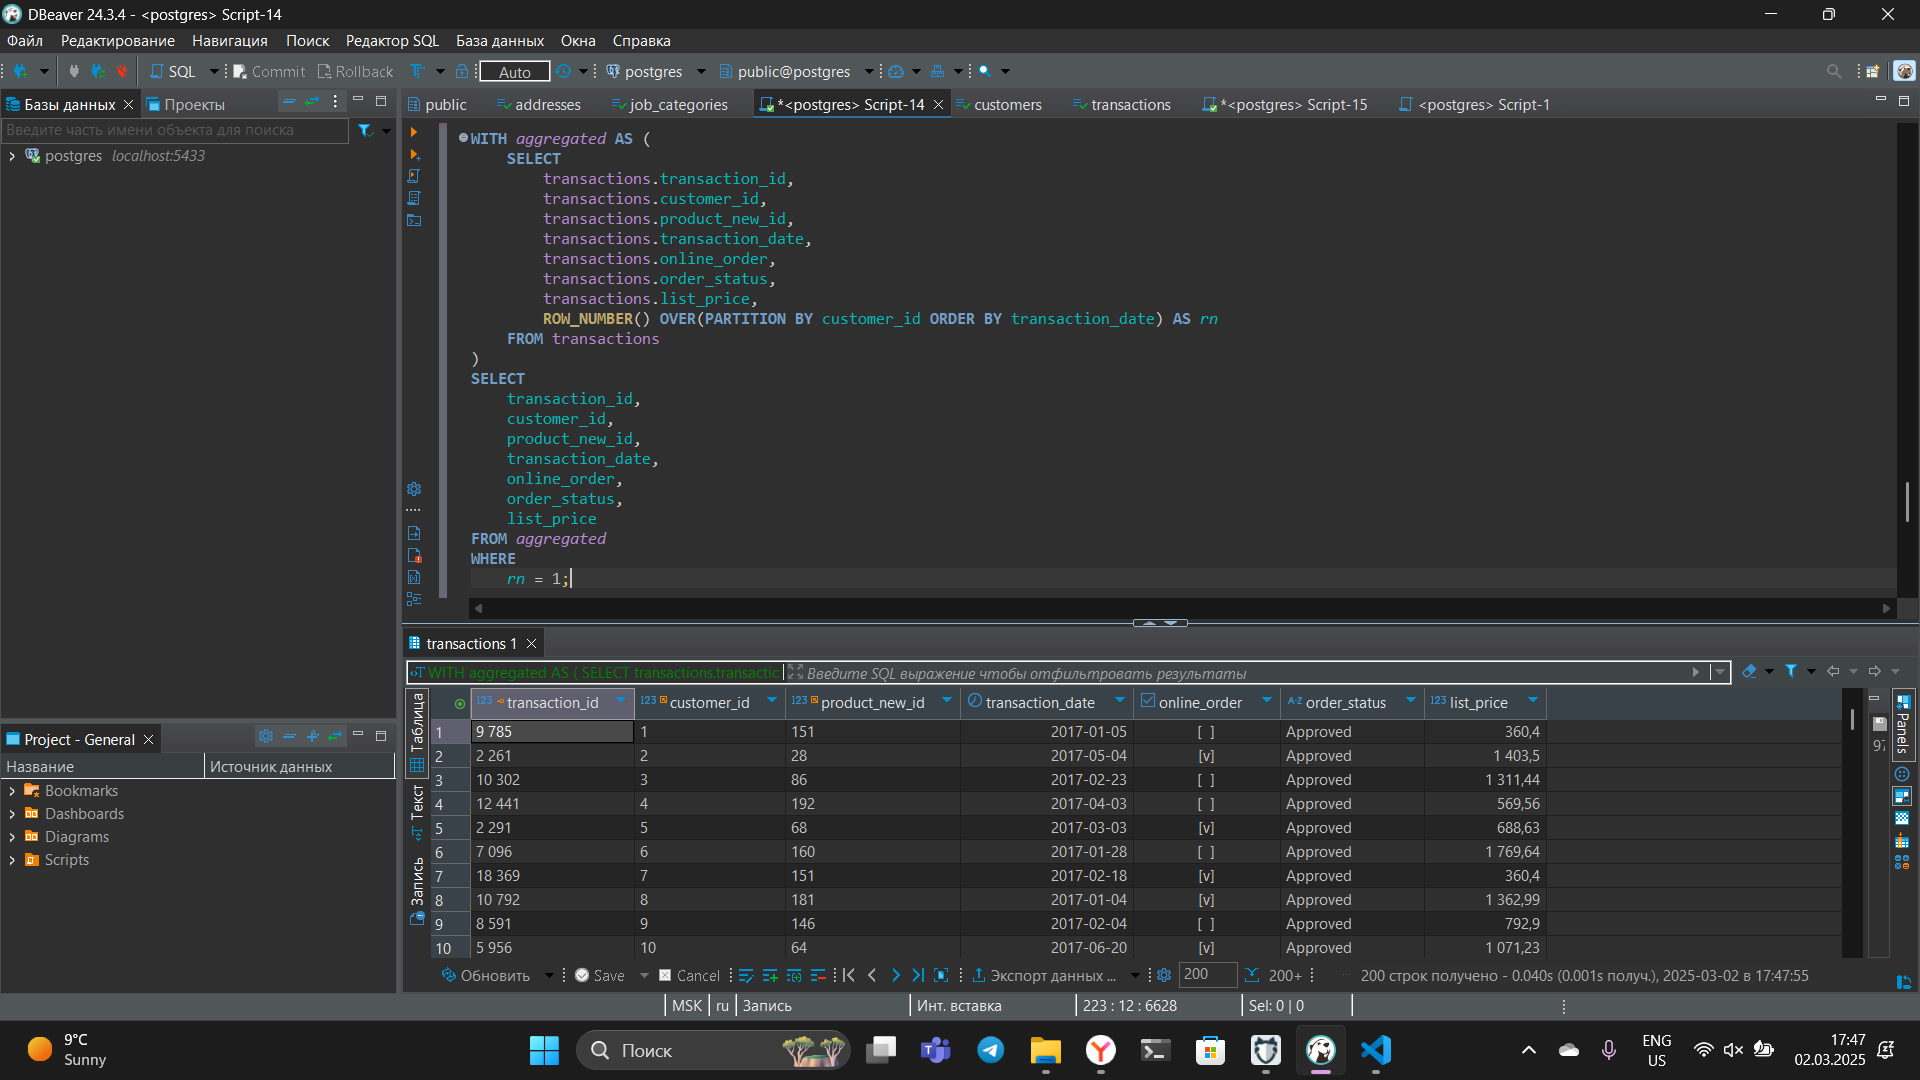 DBeaver 24.3.4 - <postgres> Script-14
Файл Редактирование Навигация Поиск Редактор SQL База данных Окна Справка
SQL Commit Rollback Auto postgres public@postgres
Базы данных Проекты
Введите часть имени объекта для поиска
postgres localhost:5433
public addresses job_categories *<postgres> Script-14 customers transactions *<postgres> Script-15 <postgres> Script-1
WITH aggregated AS (
SELECT
transactions.transaction_id,
transactions.customer_id,
transactions.product_new_id,
transactions.transaction_date,
transactions.online_order,
transactions.order_status,
transactions.list_price,
ROW_NUMBER() OVER(PARTITION BY customer_id ORDER BY transaction_date) AS rn
FROM transactions
)
SELECT
transaction_id,
customer_id,
product_new_id,
transaction_date,
online_order,
order_status,
list_price
FROM aggregated
WHERE
rn = 1;
Project - General
Название Источник данных
Bookmarks
Dashboards
Diagrams
Scripts
transactions 1
WITH aggregated AS ( SELECT transactions.transactic Введите SQL выражение чтобы отфильтровать результаты
Таблица
Текст
Запись
123 transaction_id 123 customer_id 123 product_new_id transaction_date online_order A-Z order_status 123 list_price
1 9 785 1 151 2017-01-05 [ ] Approved 360,4
2 2 261 2 28 2017-05-04 [v] Approved 1 403,5
3 10 302 3 86 2017-02-23 [ ] Approved 1 311,44
4 12 441 4 192 2017-04-03 [ ] Approved 569,56
5 2 291 5 68 2017-03-03 [v] Approved 688,63
6 7 096 6 160 2017-01-28 [ ] Approved 1 769,64
7 18 369 7 151 2017-02-18 [v] Approved 360,4
8 10 792 8 181 2017-01-04 [v] Approved 1 362,99
9 8 591 9 146 2017-02-04 [ ] Approved 792,9
10 5 956 10 64 2017-06-20 [v] Approved 1 071,23
Panels
Обновить Save Cancel Экспорт данных ... 200 200+ 200 строк получено - 0.040s (0.001s получ.), 2025-03-02 в 17:47:55
MSK ru Запись Инт. вставка 223 : 12 : 6628 Sel: 0 | 0
9°C
Sunny
Поиск
ENG
US
17:47
02.03.2025